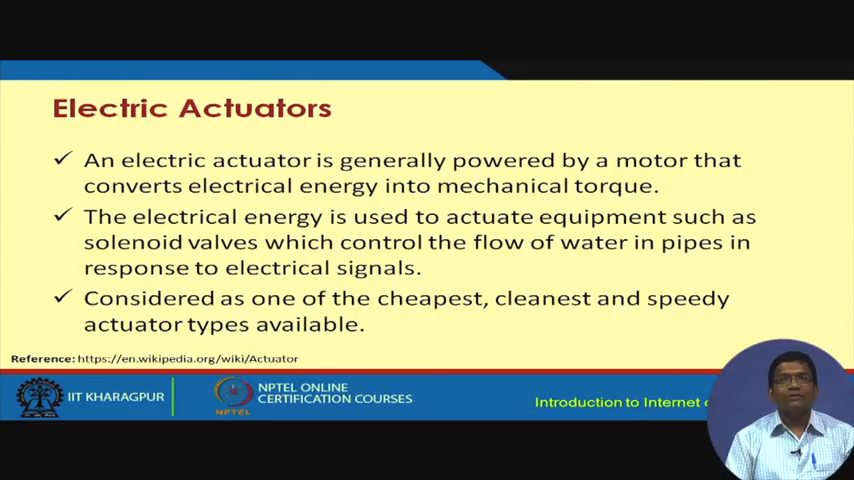 Electric Actuators
✓ An electric actuator is generally powered by a motor that
converts electrical energy into mechanical torque.
✓ The electrical energy is used to actuate equipment such as
solenoid valves which control the flow of water in pipes in
response to electrical signals.
✓ Considered as one of the cheapest, cleanest and speedy
actuator types available.
Reference: https://en.wikipedia.org/wiki/Actuator
IIT KHARAGPUR
NPTEL
NPTEL ONLINE
CERTIFICATION COURSES
Introduction to Internet